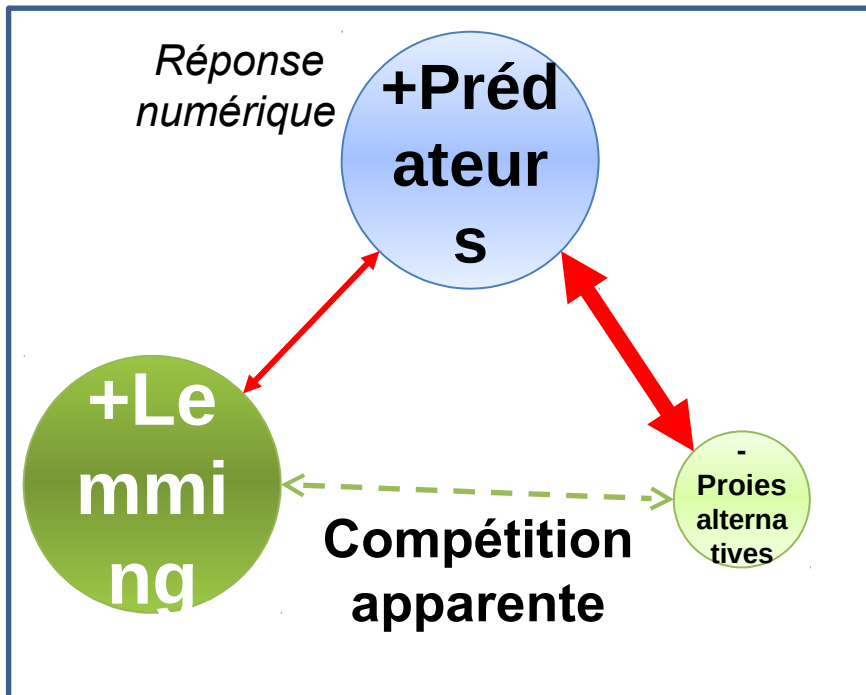 Réponse
numérique
+Préd
ateur
s
+Le
mmi
ng
-
Proies
alterna
tives
Compétition
apparente